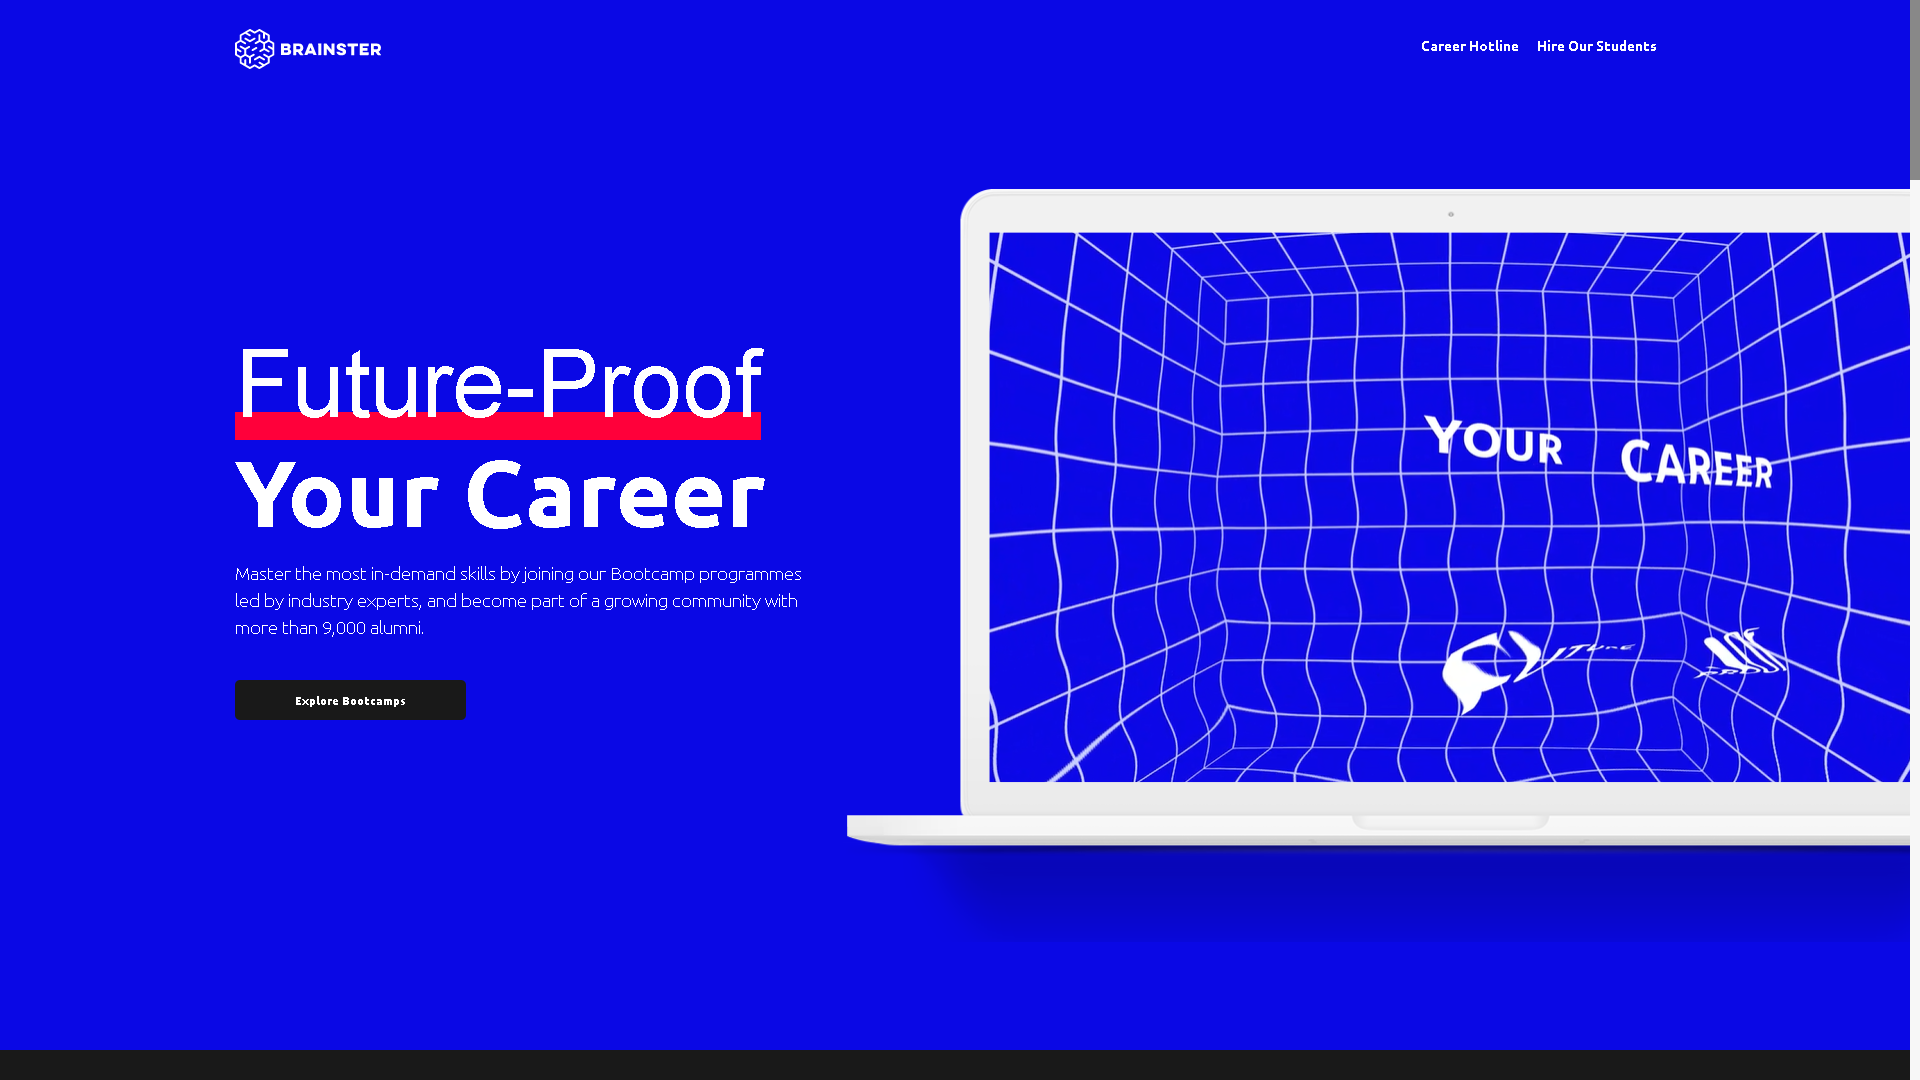 BRAINSTER
Career Hotline
Hire Our Students
Future-Proof
Your Career
Master the most in-demand skills by joining our Bootcamp programmes
led by industry experts, and become part of a growing community with
more than 9,000 alumni.
Explore Bootcamps
YOUR CAREER